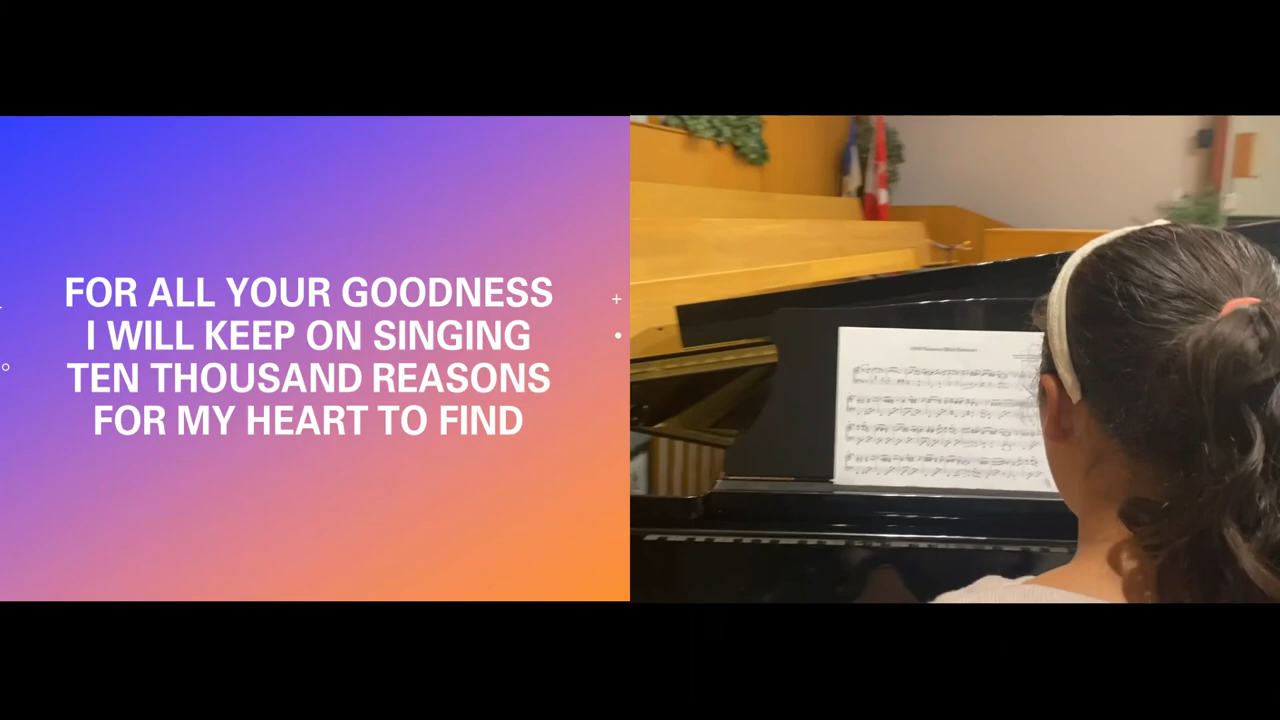 FOR ALL YOUR GOODNESS
I WILL KEEP ON SINGING
TEN THOUSAND REASONS
FOR MY HEART TO FIND